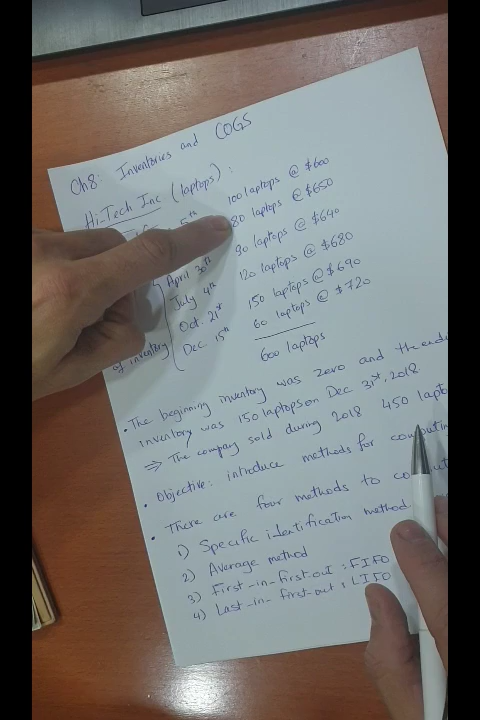 Ch8: Inventories and COGS
Hi-Tech Inc (laptops):
5th 100 laptops @ $600
80 laptops @ $650
April 30th 90 laptops @ $640
July 4th 120 laptops @ $680
Oct. 21st 150 laptops @ $690
Dec. 15th 60 laptops @ $720
of inventory 600 laptops
• The beginning inventory was zero and the
inventory was 150 laptops on Dec 31st, 2018
⇒ The company sold during 2018 450
• Objective: introduce methods for
• There are four methods to
1) Specific identification method
2) Average method
3) First-in-first-out: FIFO
4) Last-in-first-out: LIFO